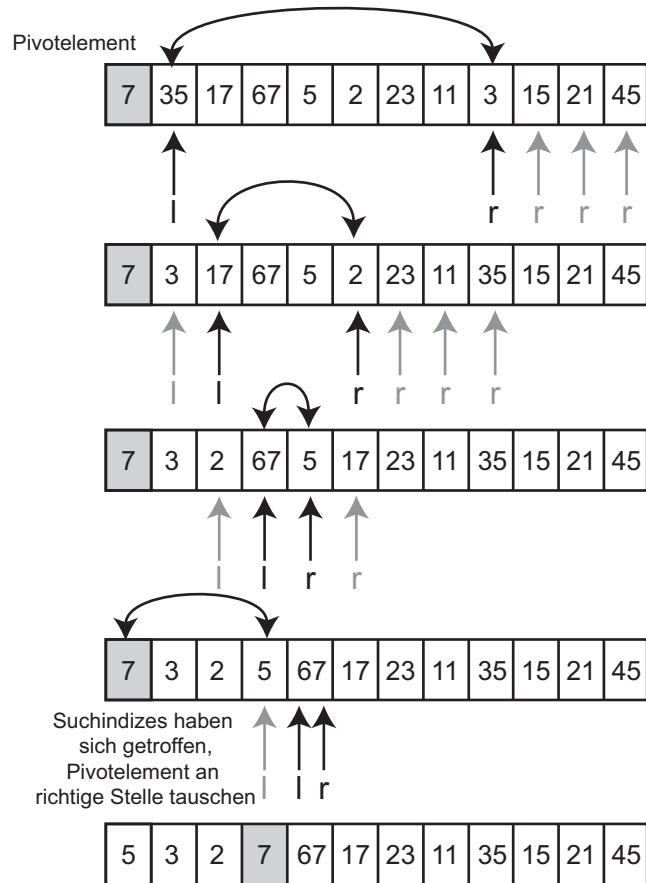 Pivotelement
7 35 17 67 5 2 23 11 3 15 21 45
l r r r r
7 3 17 67 5 2 23 11 35 15 21 45
l l r r r r
7 3 2 67 5 17 23 11 35 15 21 45
l l r r
7 3 2 5 67 17 23 11 35 15 21 45
Suchindizes haben
sich getroffen,
Pivotelement an
richtige Stelle tauschen
l l r
5 3 2 7 67 17 23 11 35 15 21 45